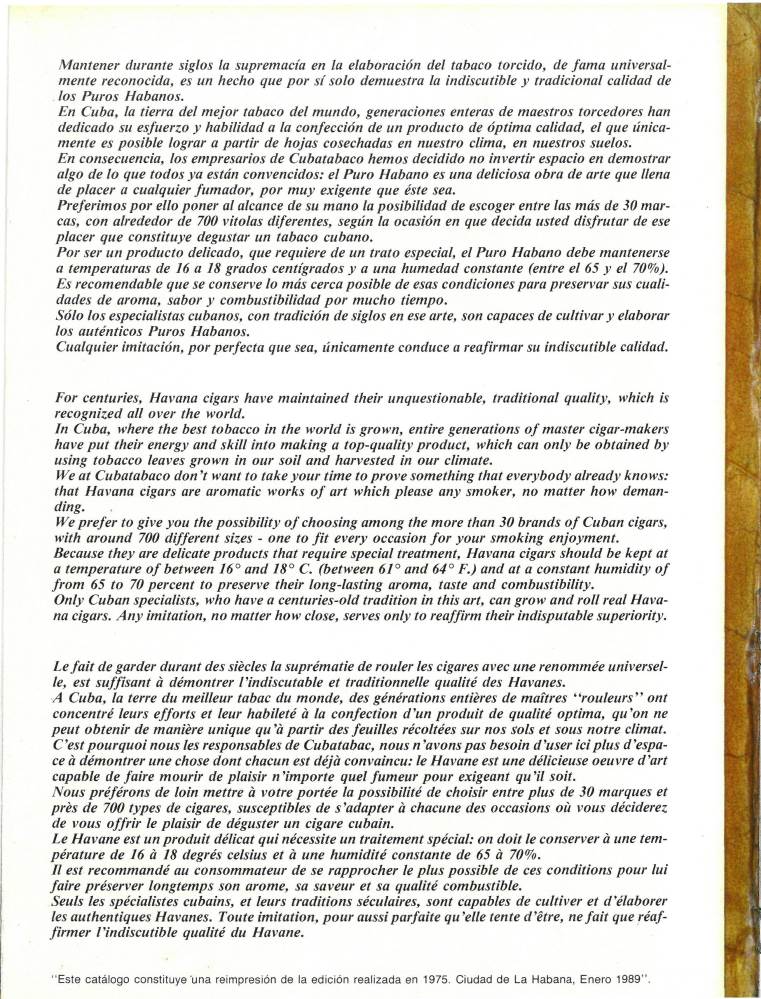 Mantener durante siglos la supremacía en la elaboración del tabaco torcido, de fama universal-
mente reconocida, es un hecho que por sí solo demuestra la indiscutible y tradicional calidad de
los Puros Habanos.
En Cuba, la tierra del mejor tabaco del mundo, generaciones enteras de maestros torcedores han
dedicado su esfuerzo y habilidad a la confección de un producto de óptima calidad, el que única-
mente es posible lograr a partir de hojas cosechadas en nuestro clima, en nuestros suelos.
En consecuencia, los empresarios de Cubatabaco hemos decidido no invertir espacio en demostrar
algo de lo que todos ya están convencidos: el Puro Habano es una deliciosa obra de arte que llena
de placer a cualquier fumador, por muy exigente que éste sea.
Preferimos por ello poner al alcance de su mano la posibilidad de escoger entre las más de 30 mar-
cas, con alrededor de 700 vitolas diferentes, según la ocasión en que decida usted disfrutar de ese
placer que constituye degustar un tabaco cubano.
Por ser un producto delicado, que requiere de un trato especial, el Puro Habano debe mantenerse
a temperaturas de 16 a 18 grados centígrados y a una humedad constante (entre el 65 y el 70%).
Es recomendable que se conserve lo más cerca posible de esas condiciones para preservar sus cuali-
dades de aroma, sabor y combustibilidad por mucho tiempo.
Sólo los especialistas cubanos, con tradición de siglos en ese arte, son capaces de cultivar y elaborar
los auténticos Puros Habanos.
Cualquier imitación, por perfecta que sea, únicamente conduce a reafirmar su indiscutible calidad.
For centuries, Havana cigars have maintained their unquestionable, traditional quality, which is
recognized all over the world.
In Cuba, where the best tobacco in the world is grown, entire generations of master cigar-makers
have put their energy and skill into making a top-quality product, which can only be obtained by
using tobacco leaves grown in our soil and harvested in our climate.
We at Cubatabaco don't want to take your time to prove something that everybody already knows:
that Havana cigars are aromatic works of art which please any smoker, no matter how deman-
ding.
We prefer to give you the possibility of choosing among the more than 30 brands of Cuban cigars,
with around 700 different sizes - one to fit every occasion for your smoking enjoyment.
Because they are delicate products that require special treatment, Havana cigars should be kept at
a temperature of between 16° and 18° C. (between 61° and 64° F.) and at a constant humidity of
from 65 to 70 percent to preserve their long-lasting aroma, taste and combustibility.
Only Cuban specialists, who have a centuries-old tradition in this art, can grow and roll real Hava-
na cigars. Any imitation, no matter how close, serves only to reaffirm their indisputable superiority.
Le fait de garder durant des siècles la suprématie de rouler les cigares avec une renommée universel-
le, est suffisant à démontrer l'indiscutable et traditionnelle qualité des Havanes.
A Cuba, la terre du meilleur tabac du monde, des générations entières de maîtres "rouleurs" ont
concentré leurs efforts et leur habileté à la confection d'un produit de qualité optima, qu'on ne
peut obtenir de manière unique qu'à partir des feuilles récoltées sur nos sols et sous notre climat.
C'est pourquoi nous les responsables de Cubatabac, nous n'avons pas besoin d'user ici plus d'espa-
ce à démontrer une chose dont chacun est déjà convaincu: le Havane est une délicieuse oeuvre d'art
capable de faire mourir de plaisir n'importe quel fumeur pour exigeant qu'il soit.
Nous préférons de loin mettre à votre portée la possibilité de choisir entre plus de 30 marques et
près de 700 types de cigares, susceptibles de s'adapter à chacune des occasions où vous déciderez
de vous offrir le plaisir de déguster un cigare cubain.
Le Havane est un produit délicat qui nécessite un traitement spécial: on doit le conserver à une tem-
pérature de 16 à 18 degrés celsius et à une humidité constante de 65 à 70%.
Il est recommandé au consommateur de se rapprocher le plus possible de ces conditions pour lui
faire préserver longtemps son arome, sa saveur et sa qualité combustible.
Seuls les spécialistes cubains, et leurs traditions séculaires, sont capables de cultiver et d'élaborer
les authentiques Havanes. Toute imitation, pour aussi parfaite qu'elle tente d'être, ne fait que réaf-
firmer l'indiscutible qualité du Havane.
"Este catálogo constituye una reimpresión de la edición realizada en 1975. Ciudad de La Habana, Enero 1989".